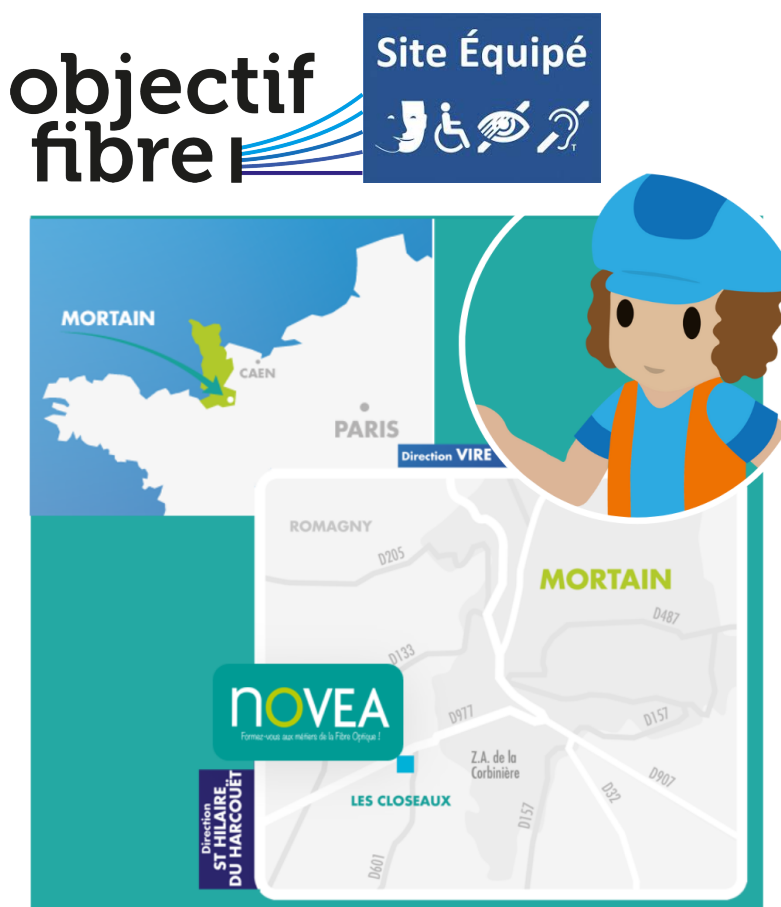 objectif
fibre
Site Équipé
T
MORTAIN
CAEN
PARIS
Direction VIRE
ROMAGNY
D205
MORTAIN
D487
D133
nOVEA
Formez-vous aux métiers de la Fibre Optique !
D977
D157
Z.A. de la
Corbinière
D907
LES CLOSEAUX
D32
D157
D601
Direction
ST HILAIRE
DU HARCOUËT